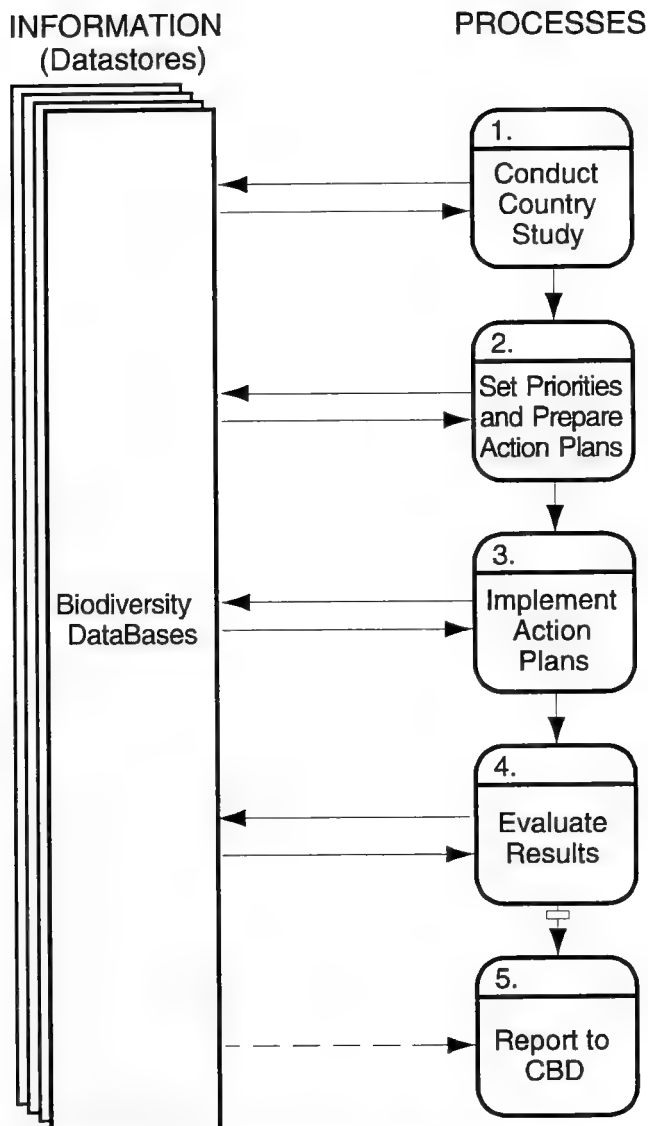 INFORMATION
(Datastores)
PROCESSES
1.
Conduct
Country
Study
2.
Set Priorities
and Prepare
Action Plans
3.
Implement
Action
Plans
Biodiversity
DataBases
4.
Evaluate
Results
5.
Report to
CBD